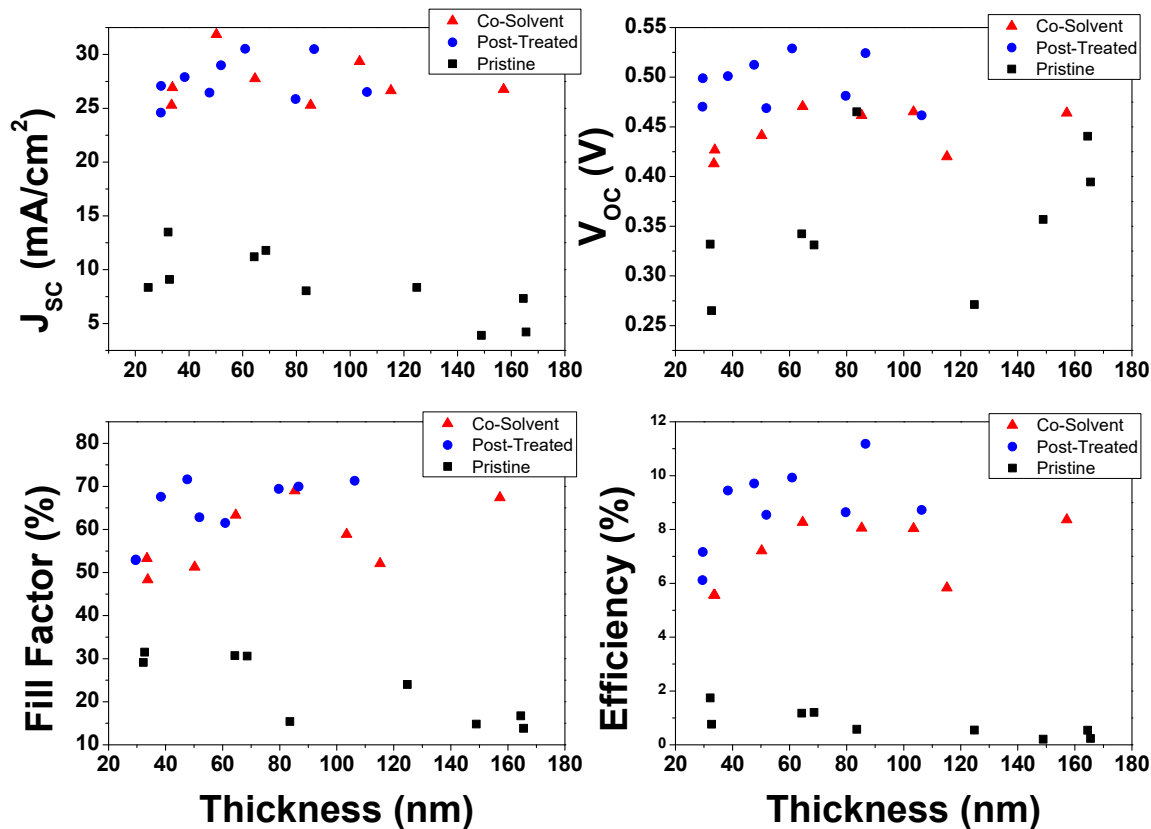 Co-Solvent
Post-Treated
Pristine
30
25
20
15
10
5
J_SC (mA/cm²)
20 40 60 80 100 120 140 160 180
Co-Solvent
Post-Treated
Pristine
0.55
0.50
0.45
0.40
0.35
0.30
0.25
V_OC (V)
20 40 60 80 100 120 140 160 180
Co-Solvent
Post-Treated
Pristine
80
70
60
50
40
30
20
10
Fill Factor (%)
20 40 60 80 100 120 140 160 180
Thickness (nm)
Co-Solvent
Post-Treated
Pristine
12
10
8
6
4
2
0
Efficiency (%)
20 40 60 80 100 120 140 160 180
Thickness (nm)